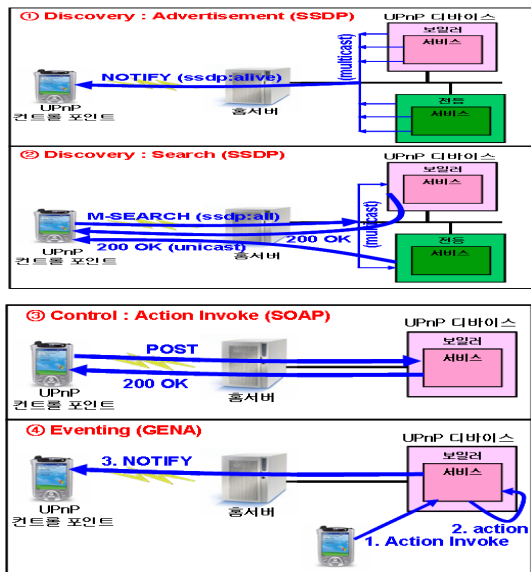 ① Discovery : Advertisement (SSDP)
UPnP 디바이스
보일러
서비스
(multicast)
NOTIFY (ssdp:alive)
전등
서비스
UPnP
컨트롤 포인트
홈서버
② Discovery : Search (SSDP)
UPnP 디바이스
보일러
서비스
M-SEARCH (ssdp:all)
(multicast)
200 OK
200 OK (unicast)
전등
서비스
UPnP
컨트롤 포인트
홈서버
③ Control : Action Invoke (SOAP)
UPnP 디바이스
보일러
서비스
POST
200 OK
UPnP
컨트롤 포인트
홈서버
④ Eventing (GENA)
UPnP 디바이스
보일러
서비스
3. NOTIFY
UPnP
컨트롤 포인트
홈서버
2. action
1. Action Invoke